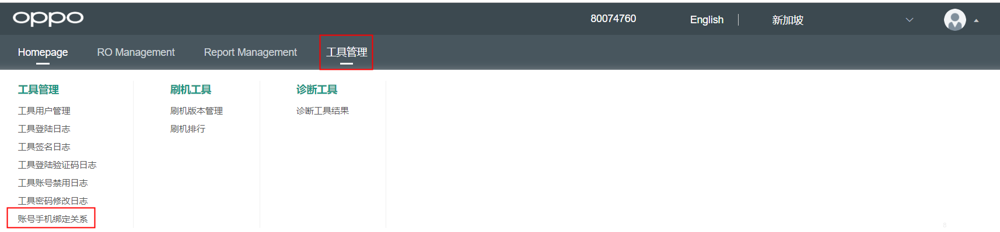 oppo
80074760 English 新加坡
Homepage RO Management Report Management 工具管理
工具管理 刷机工具 诊断工具
工具用户管理 刷机版本管理 诊断工具结果
工具登陆日志 刷机排行
工具签名日志
工具登陆验证码日志
工具账号禁用日志
工具密码修改日志
账号手机绑定关系
8